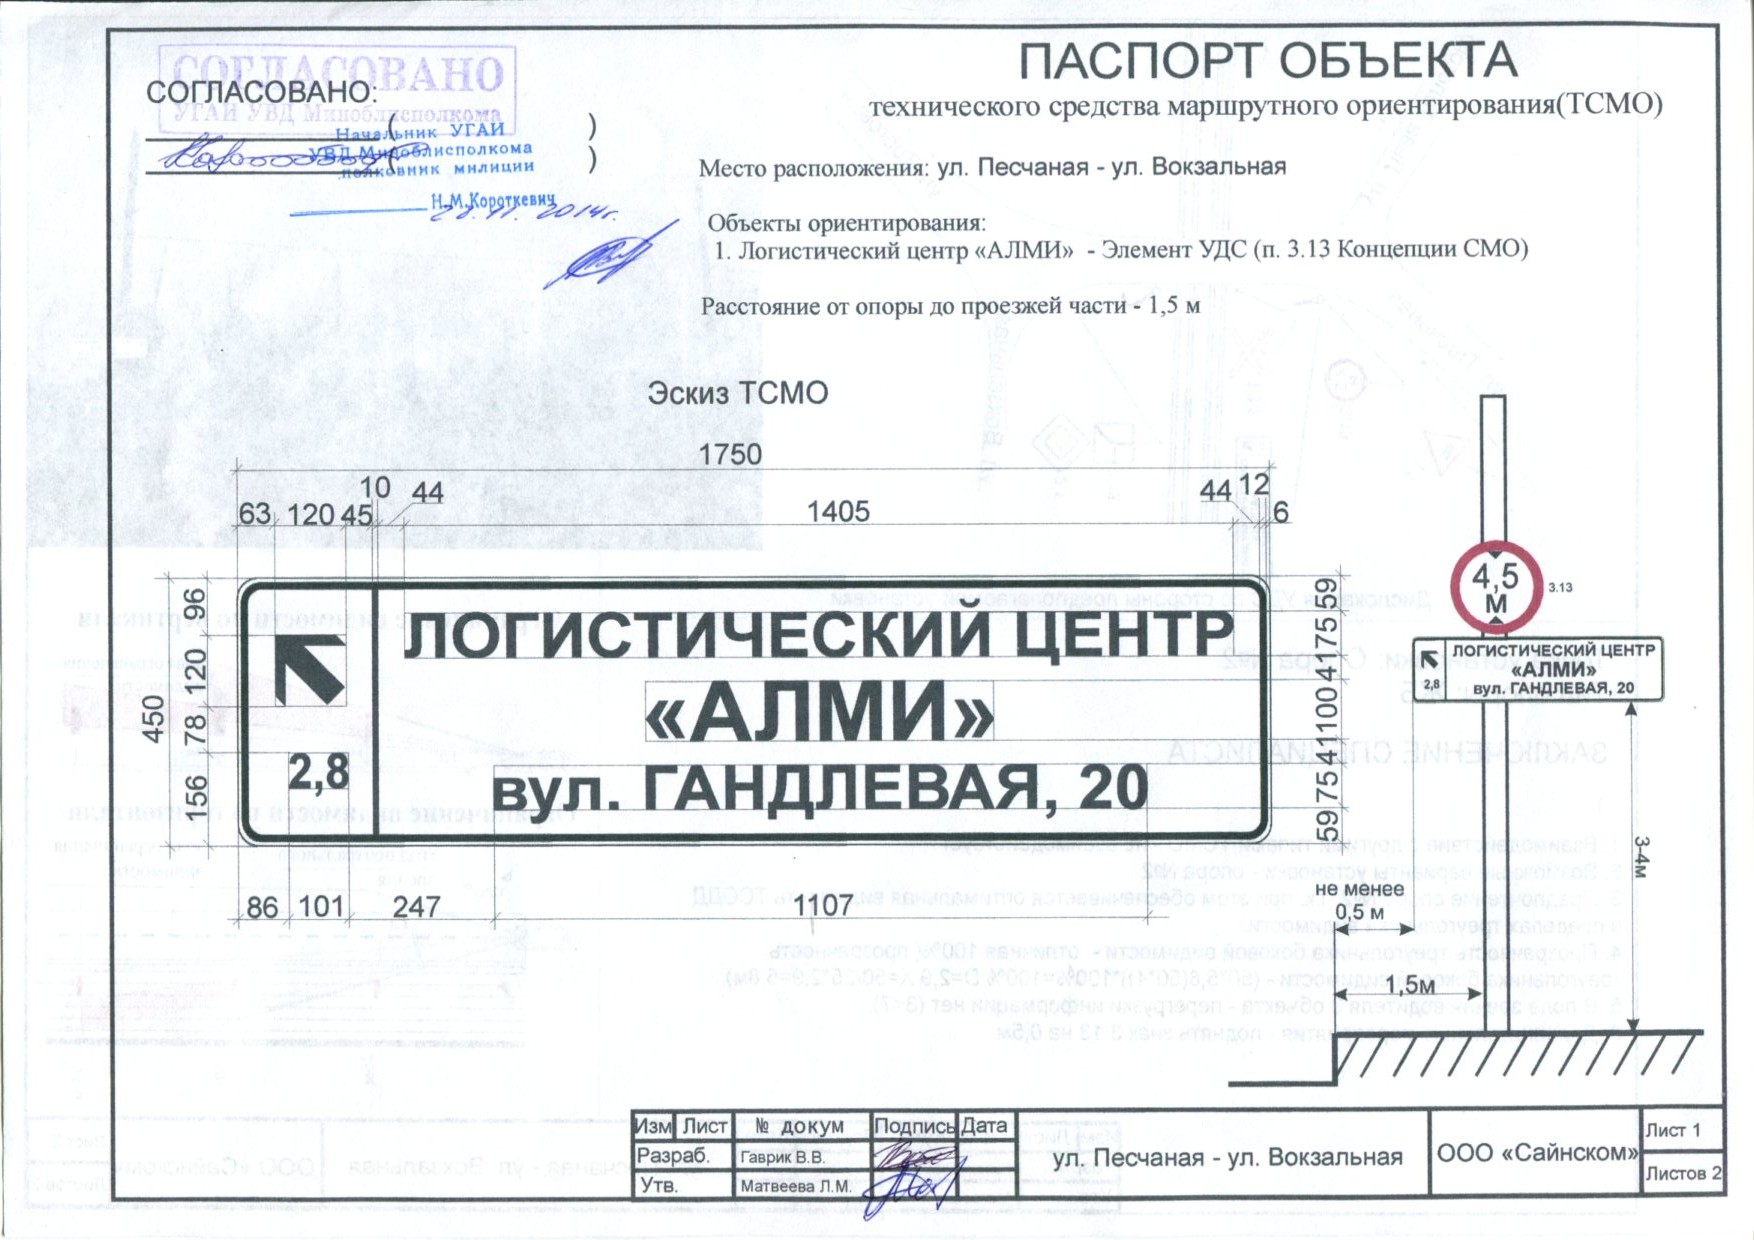 СОГЛАСОВАНО
УГАИ УВД Миноблисполкома
СОГЛАСОВАНО:
( )
( )
Начальник УГАИ
УВД Миноблисполкома
полковник милиции
Н.М.Короткевич
28.11.2014г.
ПАСПОРТ ОБЪЕКТА
технического средства маршрутного ориентирования(ТСМО)
Место расположения: ул. Песчаная - ул. Вокзальная
Объекты ориентирования:
1. Логистический центр «АЛМИ» - Элемент УДС (п. 3.13 Концепции СМО)
Расстояние от опоры до проезжей части - 1,5 м
Эскиз ТСМО
1750
10 44 44 12
63 120 45 1405 6
450
96
120
78
156
ЛОГИСТИЧЕСКИЙ ЦЕНТР
«АЛМИ»
2,8
вул. ГАНДЛЕВАЯ, 20
59
75
41
100
41
75
59
86 101 247 1107
4,5
м
3.13
ЛОГИСТИЧЕСКИЙ ЦЕНТР
«АЛМИ»
2,8 вул. ГАНДЛЕВАЯ, 20
3-4м
не менее
0,5 м
1,5м
Изм Лист № докум Подпись Дата
Разраб. Гаврик В.В.
Утв. Матвеева Л.М.
ул. Песчаная - ул. Вокзальная
ООО «Сайнском»
Лист 1
Листов 2